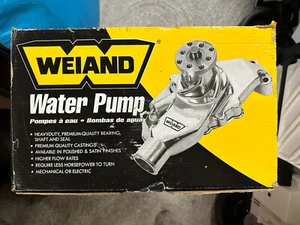 WEIAND
Water Pump
Pompes à eau • Bombas de agua
• HEAVY-DUTY, PREMIUM-QUALITY BEARING,
SHAFT AND SEAL
• PREMIUM QUALITY CASTINGS
• AVAILABLE IN POLISHED & SATIN FINISHES
• HIGHER FLOW RATES
• REQUIRE LESS HORSEPOWER TO TURN
• MECHANICAL OR ELECTRIC
WEIAND